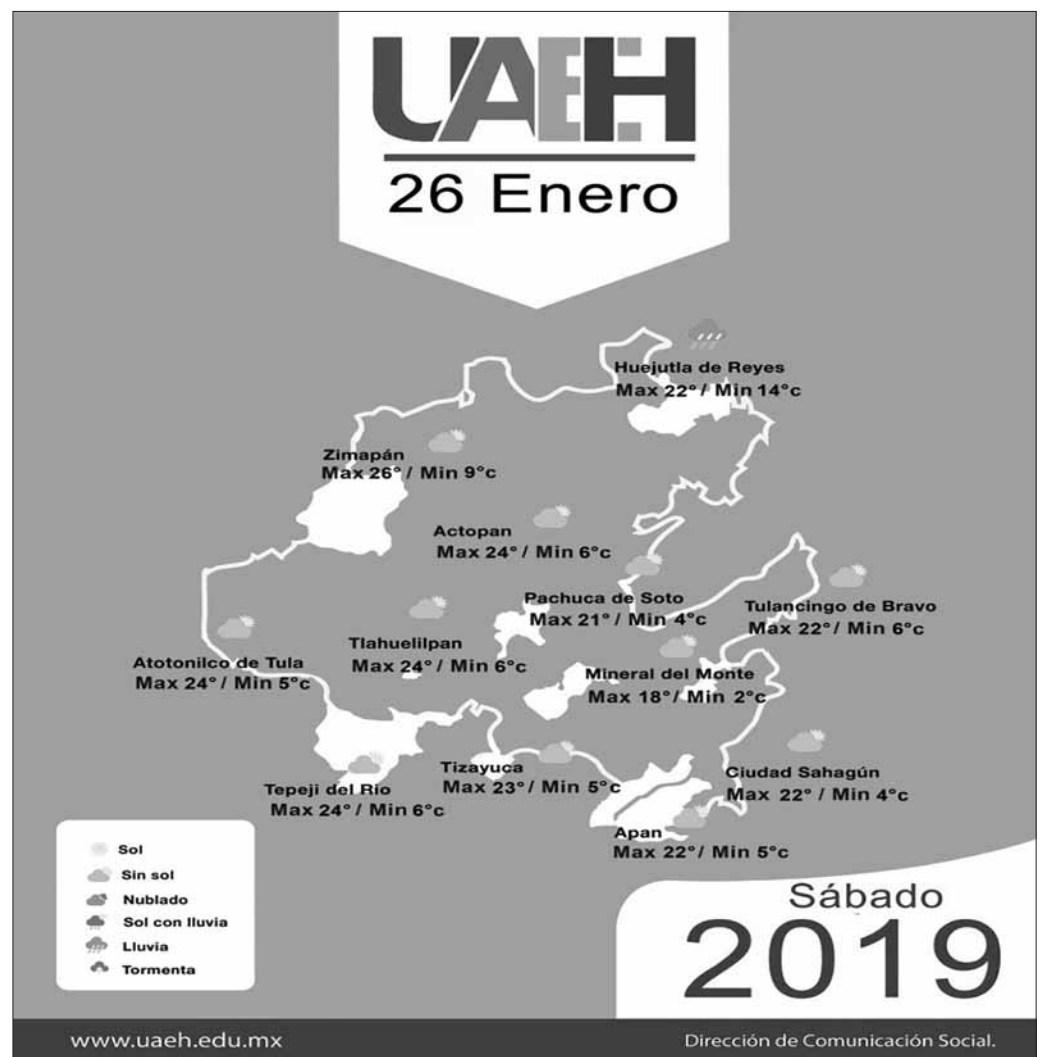 UAEH
26 Enero
Huejutla de Reyes
Max 22° / Min 14°c
Zimapán
Max 26° / Min 9°c
Actopan
Max 24° / Min 6°c
Pachuca de Soto
Max 21° / Min 4°c
Tulancingo de Bravo
Max 22° / Min 6°c
Tlahuelilpan
Max 24° / Min 6°c
Atotonilco de Tula
Max 24° / Min 5°c
Mineral del Monte
Max 18° / Min 2°c
Tizayuca
Max 23° / Min 5°c
Ciudad Sahagún
Max 22° / Min 4°c
Tepeji del Río
Max 24° / Min 6°c
Apan
Max 22° / Min 5°c
Sol
Sin sol
Nublado
Sol con lluvia
Lluvia
Tormenta
Sábado
2019
www.uaeh.edu.mx
Dirección de Comunicación Social.